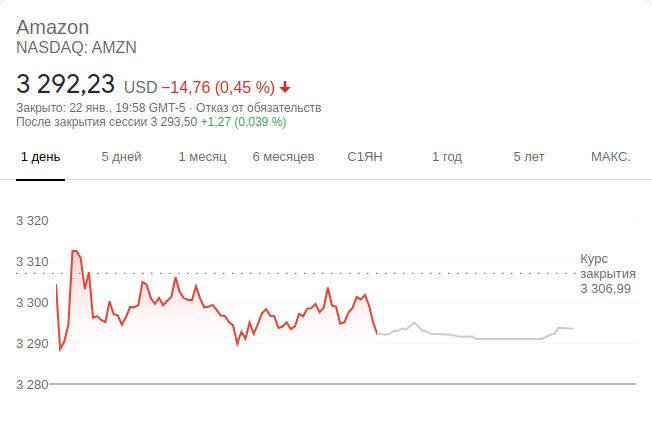 Amazon
NASDAQ: AMZN
3 292,23 USD −14,76 (0,45 %)
Закрыто: 22 янв., 19:58 GMT-5 · Отказ от обязательств
После закрытия сессии 3 293,50 +1,27 (0,039 %)
1 день 5 дней 1 месяц 6 месяцев С1ЯН 1 год 5 лет МАКС.
3 320
3 310
3 300
3 290
3 280
Курс
закрытия
3 306,99